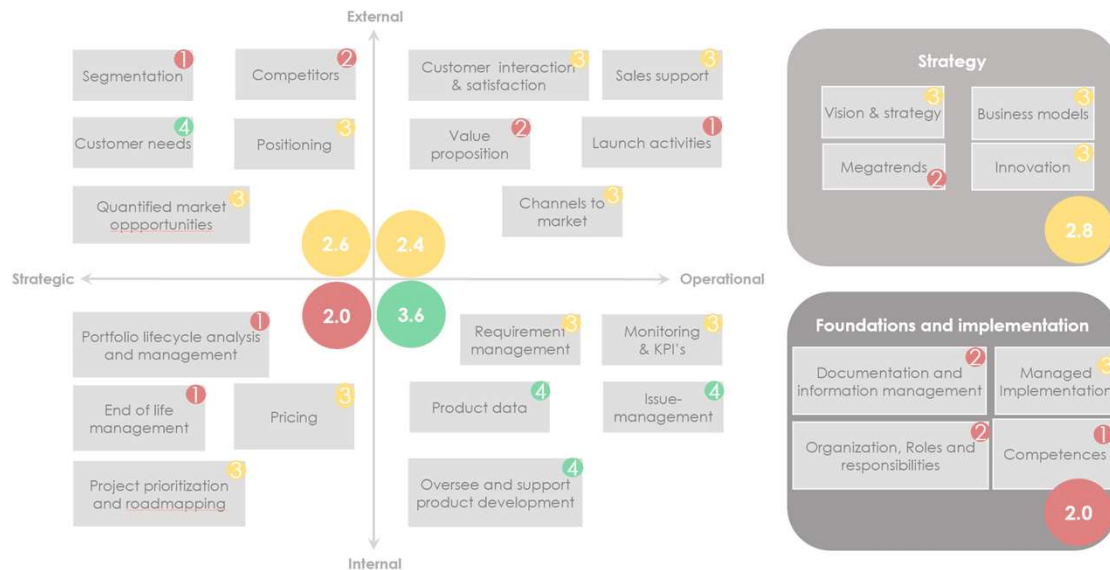 External
Segmentation
1
Competitors
2
Customer interaction
& satisfaction
3
Sales support
3
Customer needs
4
Positioning
3
Value
proposition
2
Launch activities
1
Quantified market
oppportunities
3
Channels to
market
3
2.6
2.4
Strategic
Operational
2.0
3.6
Portfolio lifecycle analysis
and management
1
Requirement
management
3
Monitoring
& KPI's
3
End of life
management
1
Pricing
3
Product data
4
Issue-
management
4
Project prioritization
and roadmapping
3
Oversee and support
product development
4
Internal
Strategy
Vision & strategy
3
Business models
3
Megatrends
2
Innovation
3
2.8
Foundations and implementation
Documentation and
information management
2
Managed
Implementation
3
Organization, Roles and
responsibilities
2
Competences
1
2.0